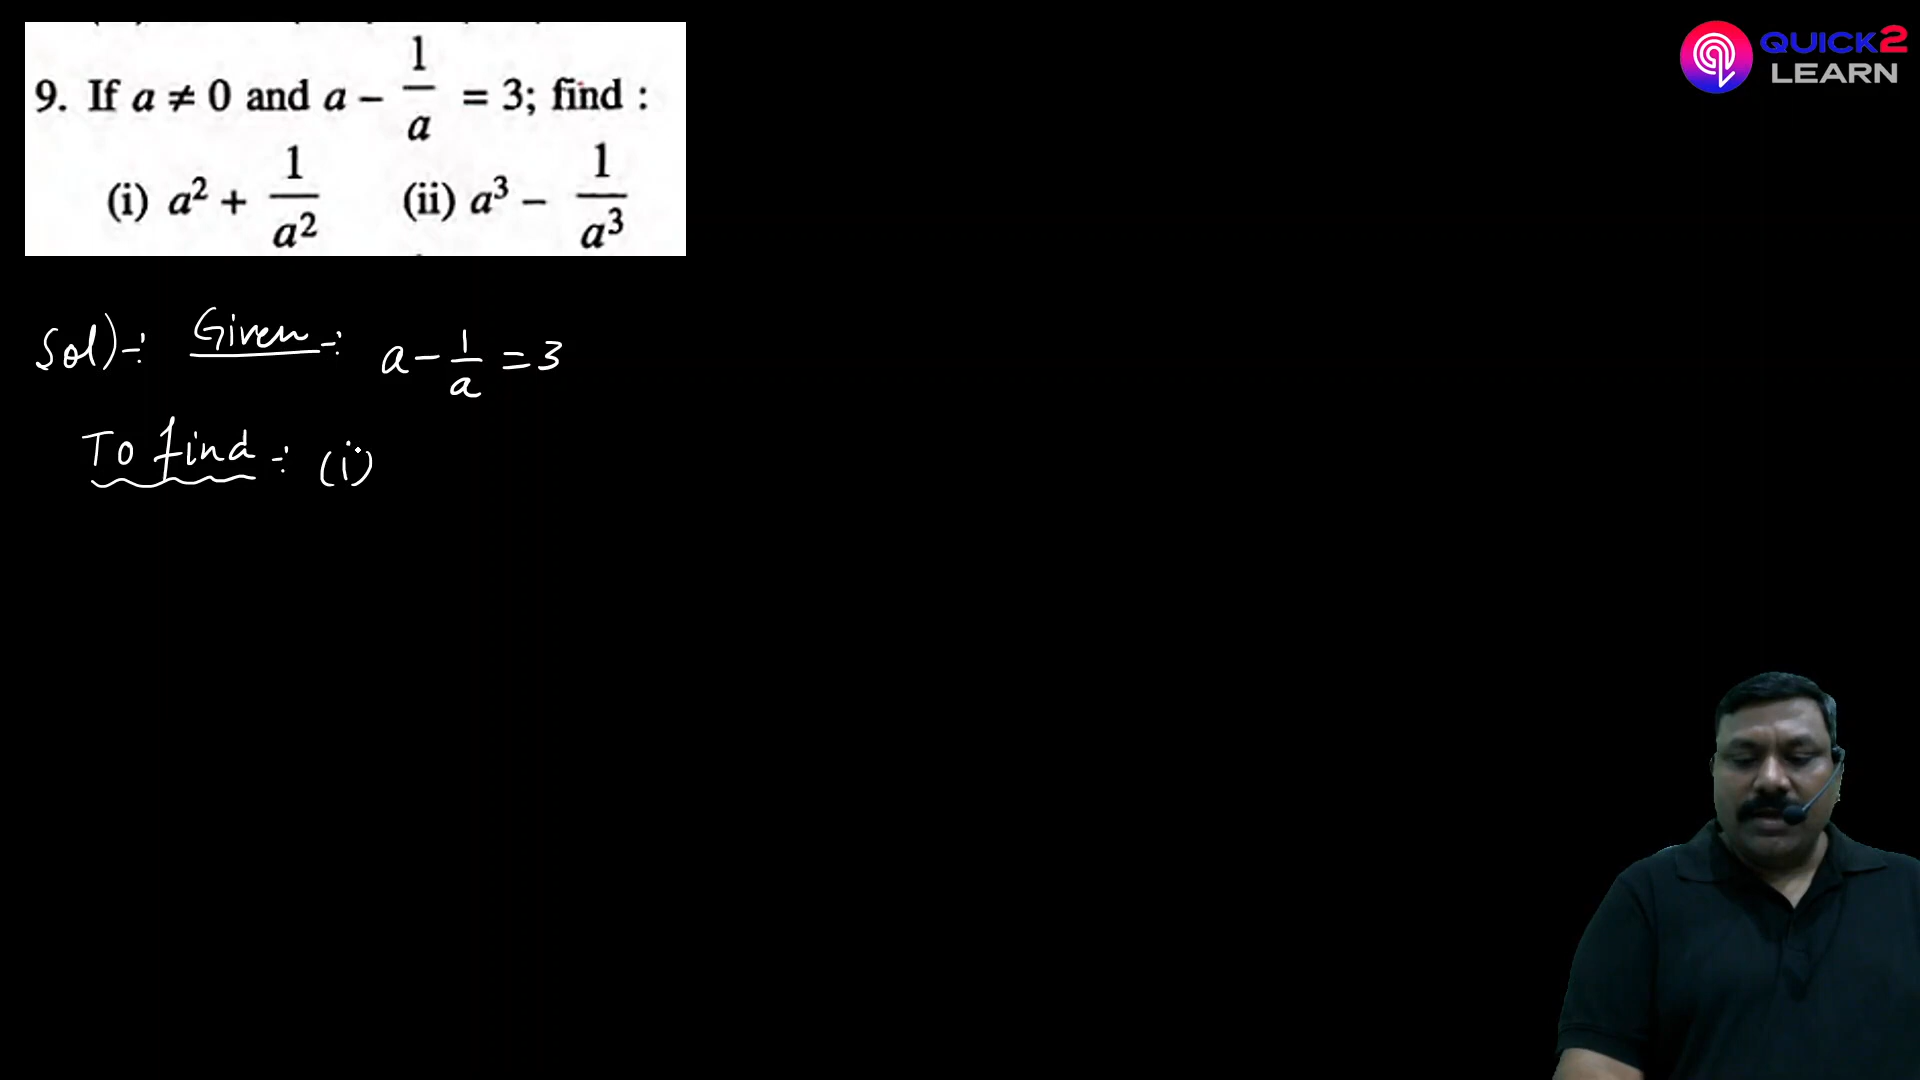 9. If a ≠ 0 and a − 1/a = 3; find :
(i) a² + 1/a² (ii) a³ − 1/a³
QUICK2
LEARN
Sol):- Given:- a − 1/a = 3
To find:- (i)